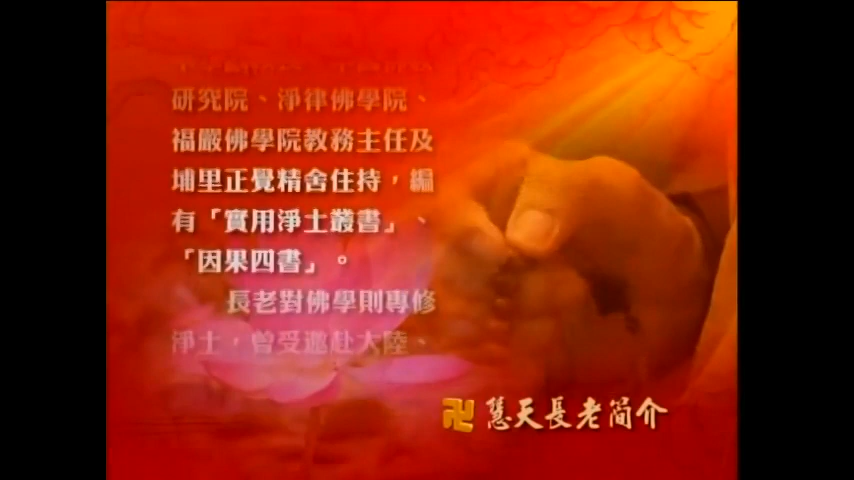 研究院、淨律佛學院、
福嚴佛學院教務主任及
埔里正覺精舍住持，編
有「實用淨土叢書」、
「因果四書」。
長老對佛學則專修
淨土，曾受邀赴大陸、
卍 慧天長老簡介